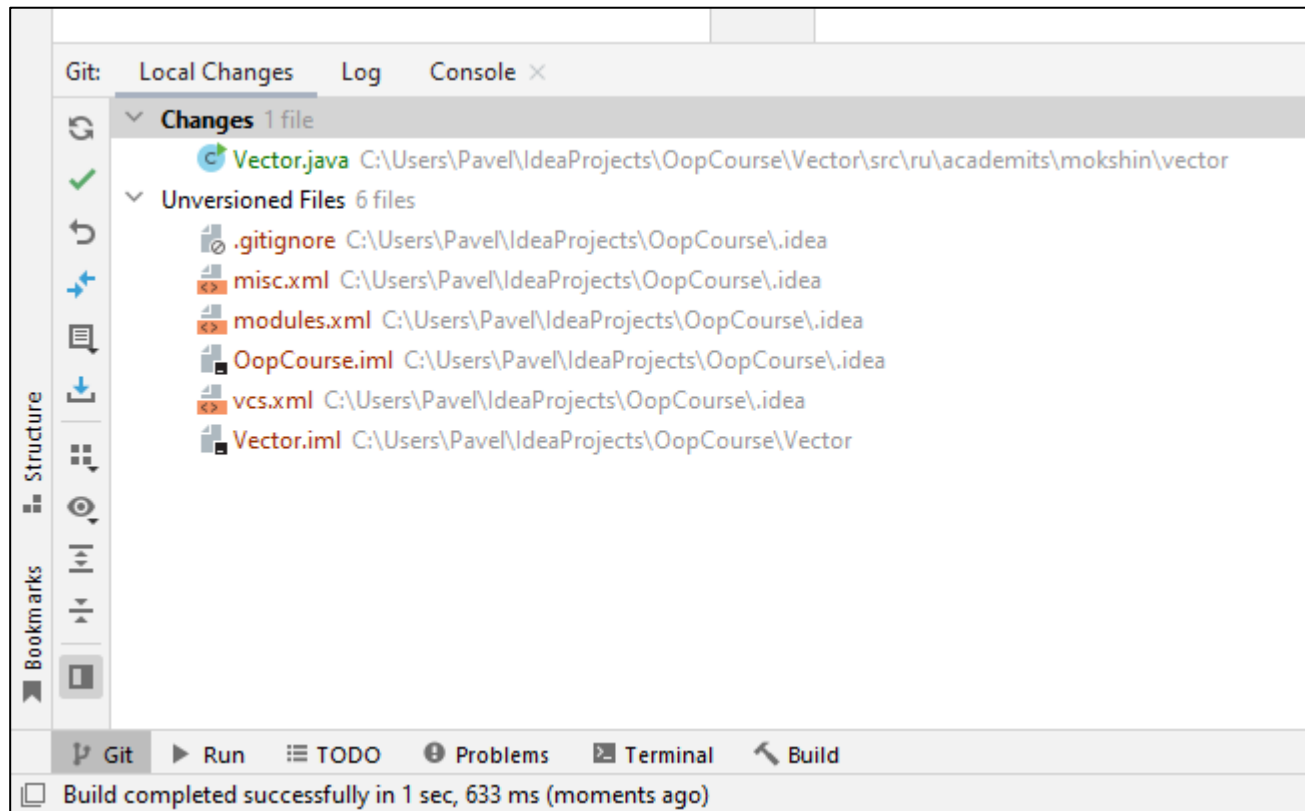 Git: Local Changes Log Console
Changes 1 file
Vector.java C:\Users\Pavel\IdeaProjects\OopCourse\Vector\src\ru\academits\mokshin\vector
Unversioned Files 6 files
.gitignore C:\Users\Pavel\IdeaProjects\OopCourse\.idea
misc.xml C:\Users\Pavel\IdeaProjects\OopCourse\.idea
modules.xml C:\Users\Pavel\IdeaProjects\OopCourse\.idea
OopCourse.iml C:\Users\Pavel\IdeaProjects\OopCourse\.idea
vcs.xml C:\Users\Pavel\IdeaProjects\OopCourse\.idea
Vector.iml C:\Users\Pavel\IdeaProjects\OopCourse\Vector
Structure
Bookmarks
Git Run TODO Problems Terminal Build
Build completed successfully in 1 sec, 633 ms (moments ago)